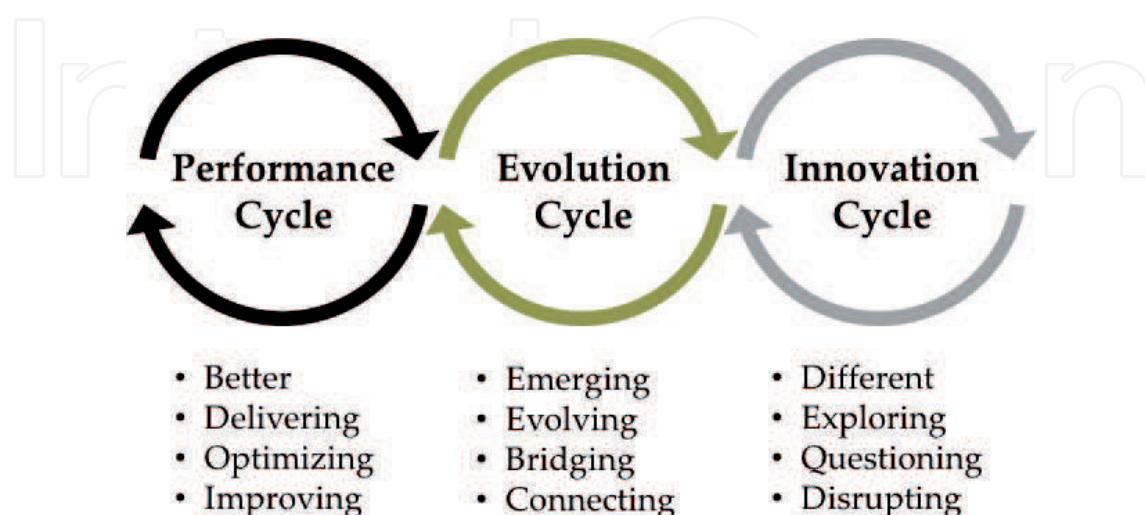 Performance
Cycle
Evolution
Cycle
Innovation
Cycle
• Better
• Delivering
• Optimizing
• Improving
• Emerging
• Evolving
• Bridging
• Connecting
• Different
• Exploring
• Questioning
• Disrupting